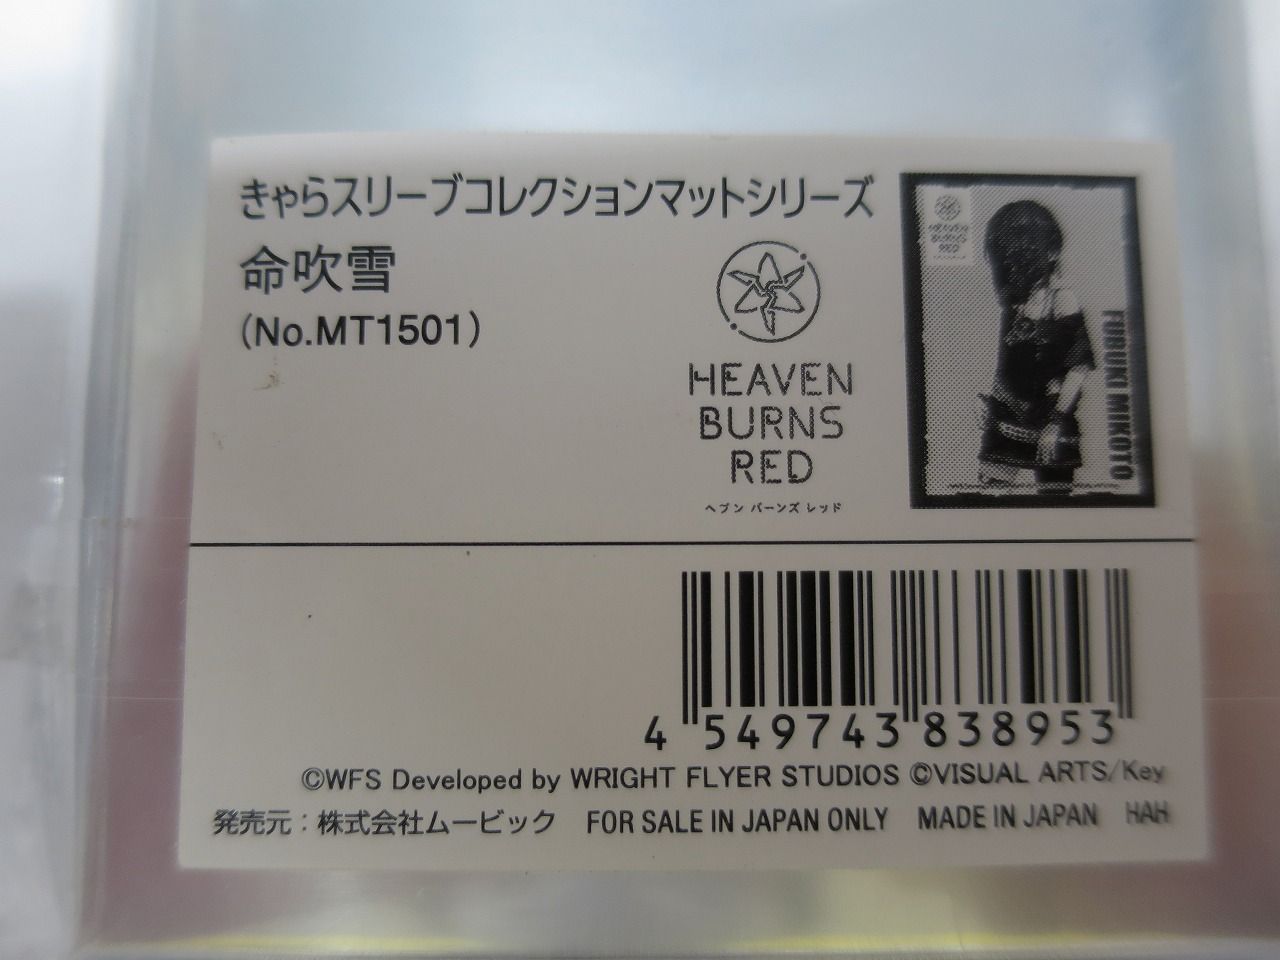 きゃらスリーブコレクションマットシリーズ
命吹雪
(No.MT1501)
HEAVEN
BURNS
RED
ヘブン バーンズ レッド
HEAVEN
BURNS
RED
FUBUKI MIKOTO
4 549743 838953
©WFS Developed by WRIGHT FLYER STUDIOS ©VISUAL ARTS/Key
発売元：株式会社ムービック FOR SALE IN JAPAN ONLY MADE IN JAPAN HAH